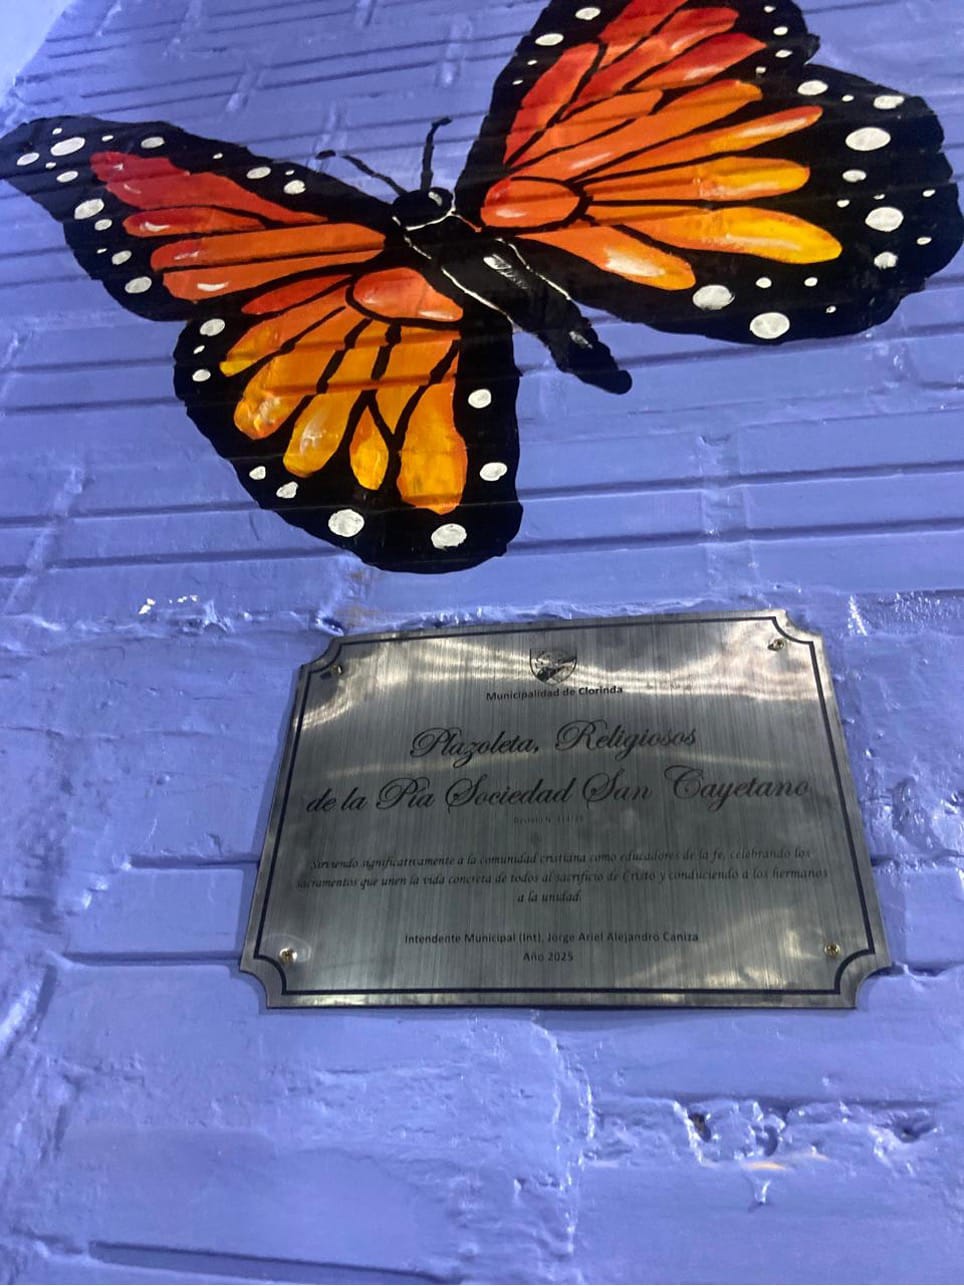 Municipalidad de Clorinda
Plazoleta, Religiosos
de la Pia Sociedad San Cayetano
Decreto N.
Sirviendo significativamente a la comunidad cristiana como educadores de la fe, celebrando los
sacramentos que unen la vida concreta de todos al sacrificio de Cristo y conduciendo a los hermanos
a la unidad.
Intendente Municipal (Int), Jorge Ariel Alejandro Caniza
Año 2025